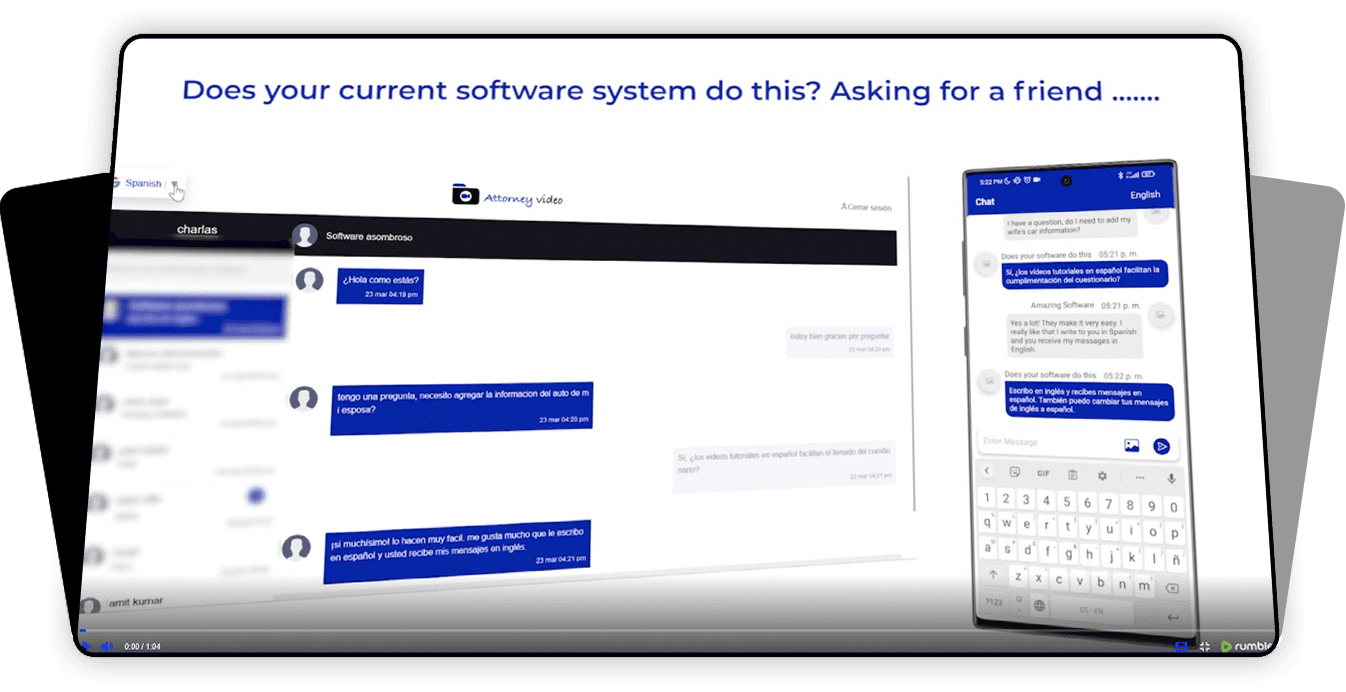 Does your current software system do this? Asking for a friend .......
Spanish
Attorney video
Cerrar sesión
charlas
Software asombroso
¿Hola como estás?
23 mar 04:19 pm
estoy bien gracias por preguntar
23 mar 04:20 pm
tengo una pregunta, necesito agregar la informacion del auto de m
i esposa?
23 mar 04:20 pm
Sí, ¿los videos tutoriales en español facilitan el llenado del cuestio
nario?
23 mar 04:21 pm
¡si muchísimo! lo hacen muy facil. me gusta mucho que le escribo
en español y usted recibe mis mensajes en inglés.
23 mar 04:21 pm
amit kumar
0:00 / 1:04
5:22 PM
Chat
English
I have a question, do I need to add my
wife's car information?
Does your software do this 05:21 p. m.
Sí, ¿los vídeos tutoriales en español facilitan la
cumplimentación del cuestionario?
Amazing Software 05:21 p. m.
Yes a lot! They make it very easy. I
really like that I write to you in Spanish
and you receive my messages in
English.
Does your software do this 05:22 p. m.
Escribo en inglés y recibes mensajes en
español. También puedo cambiar tus mensajes
de inglés a español.
Enter Message
GIF
1 2 3 4 5 6 7 8 9 0
q w e r t y u i o p
a s d f g h j k l ñ
z x c v b n m
?123
ES • EN
rumble